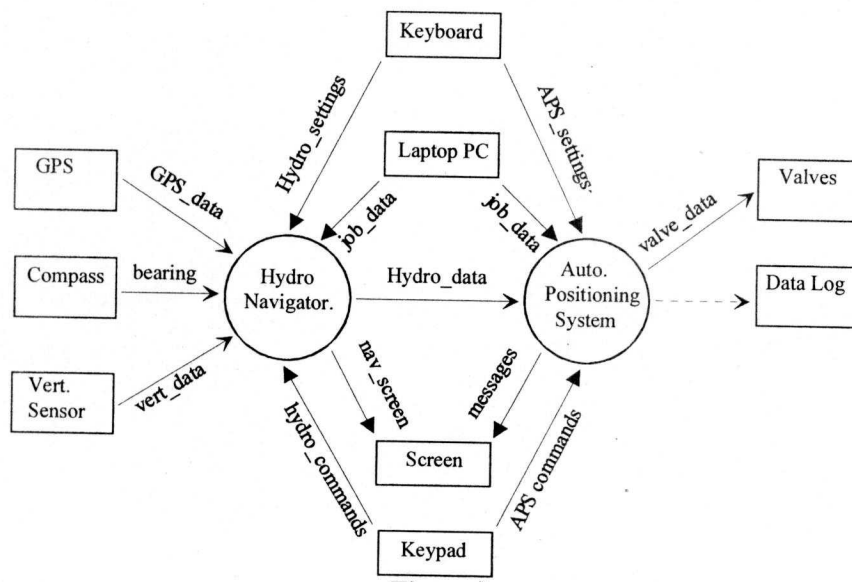 Keyboard
Hydro_settings
APS_settings.
Laptop PC
GPS
Valves
GPS_data
job_data
job_data
valve_data
Compass
bearing
Hydro
Navigator.
Hydro_data
Auto.
Positioning
System
Data Log
Vert.
Sensor
vert_data
nav_screen
messages
hydro_commands
Screen
APS commands
Keypad